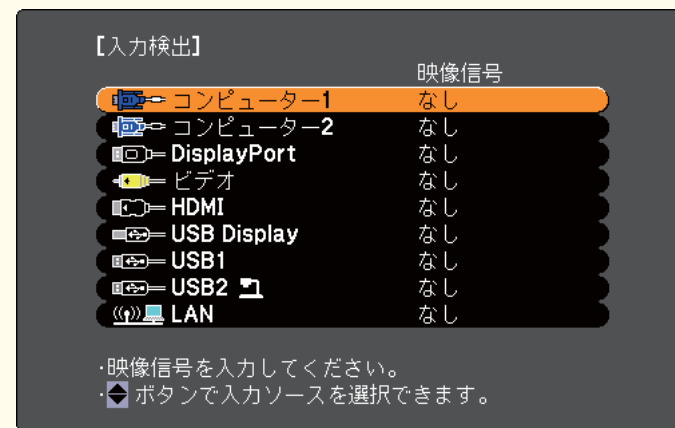 【入力検出】
映像信号
コンピューター1 なし
コンピューター2 なし
DisplayPort なし
ビデオ なし
HDMI なし
USB Display なし
USB1 なし
USB2 なし
LAN なし
·映像信号を入力してください。
·ボタンで入力ソースを選択できます。